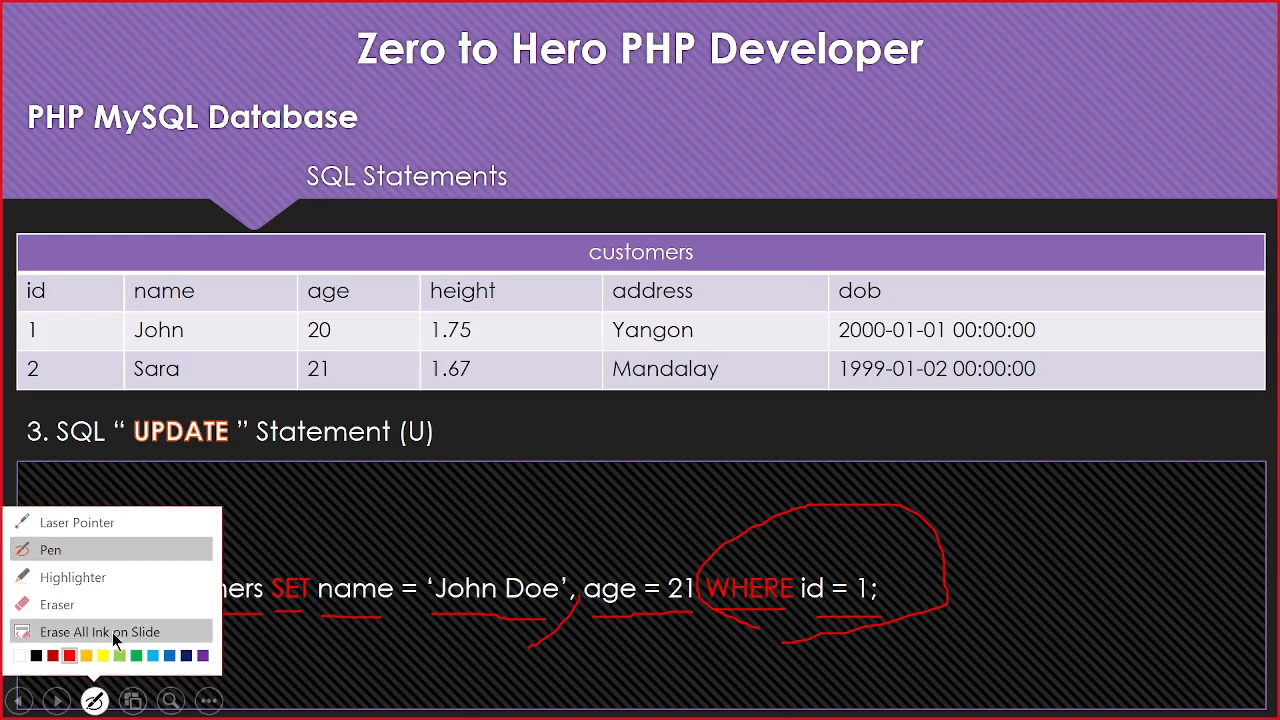 Zero to Hero PHP Developer
PHP MySQL Database
SQL Statements
customers
id name age height address dob
1 John 20 1.75 Yangon 2000-01-01 00:00:00
2 Sara 21 1.67 Mandalay 1999-01-02 00:00:00
3. SQL “ UPDATE ” Statement (U)
Laser Pointer
Pen
Highlighter
Eraser
Erase All Ink on Slide
SET name = ‘John Doe’, age = 21 WHERE id = 1;